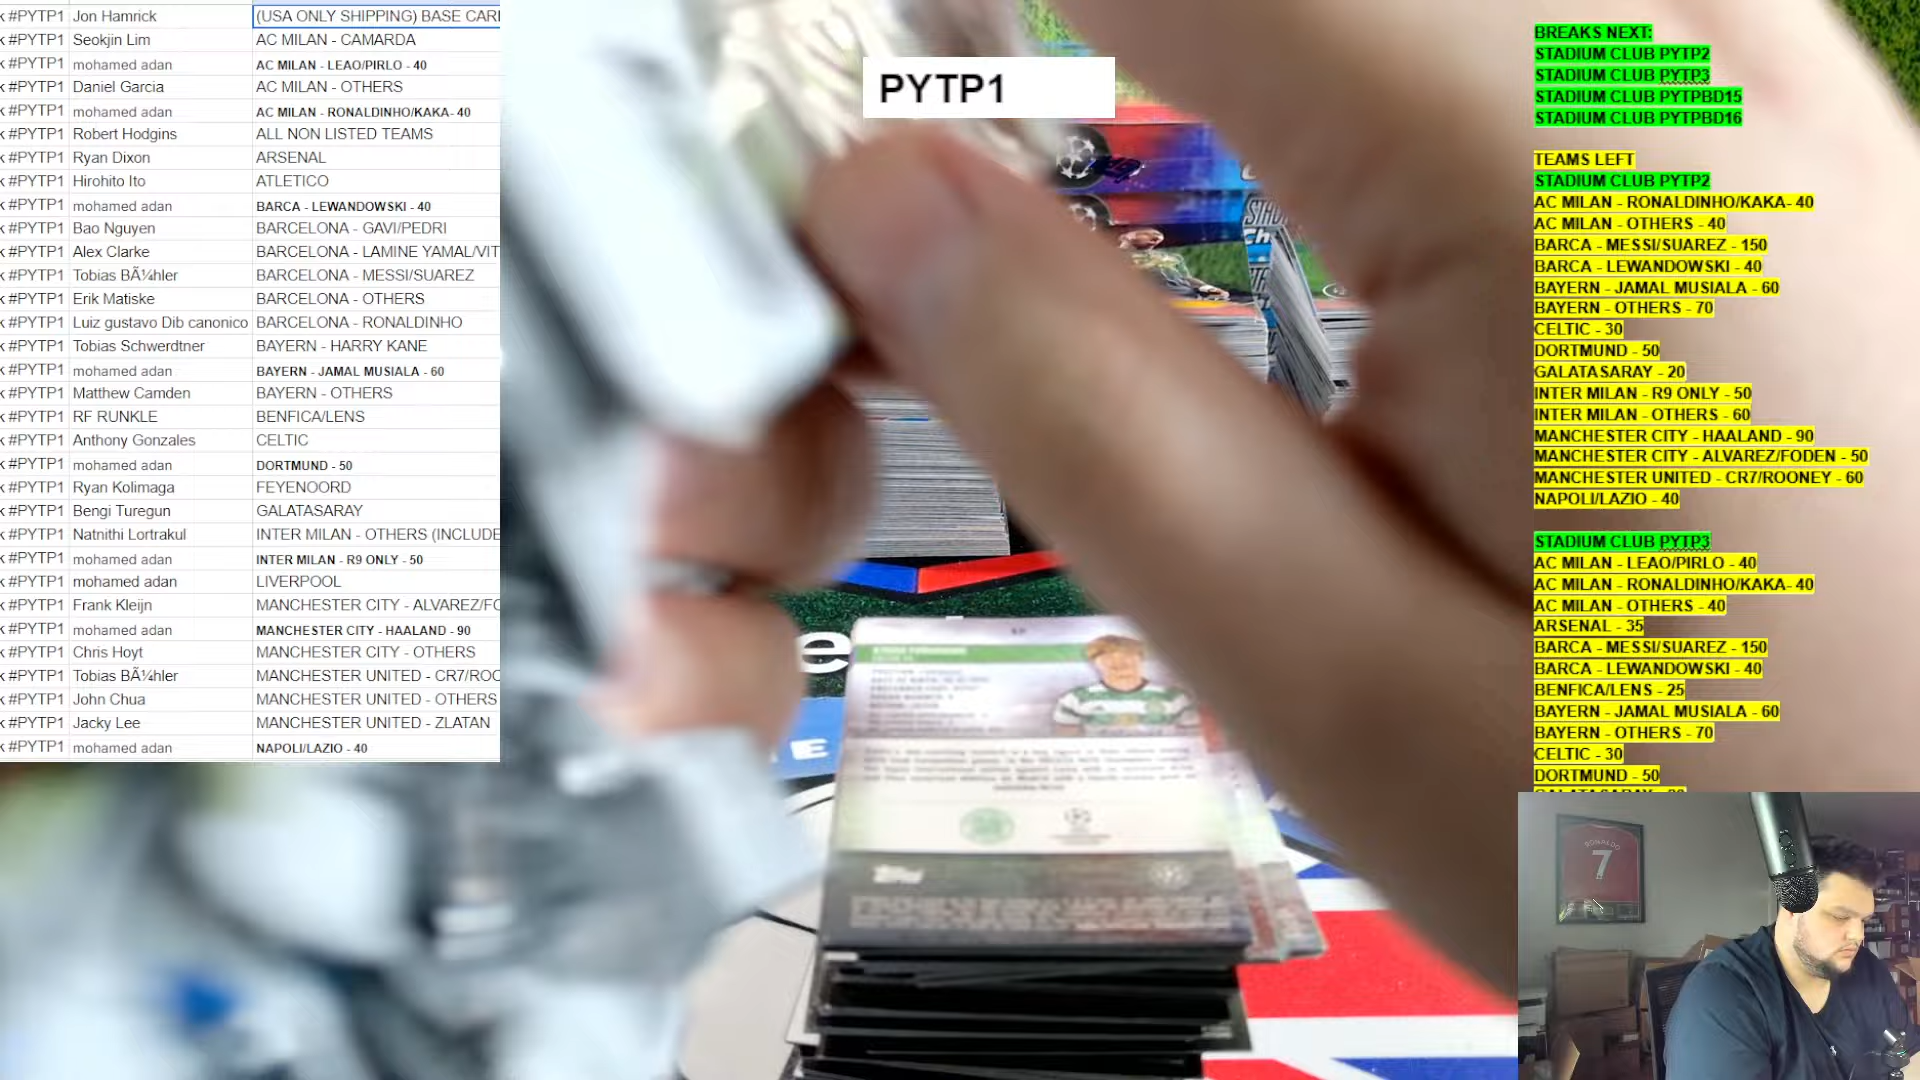 k #PYTP1 Jon Hamrick (USA ONLY SHIPPING) BASE CARD
k #PYTP1 Seokjin Lim AC MILAN - CAMARDA
k #PYTP1 mohamed adan AC MILAN - LEAO/PIRLO - 40
k #PYTP1 Daniel Garcia AC MILAN - OTHERS
k #PYTP1 mohamed adan AC MILAN - RONALDINHO/KAKA- 40
k #PYTP1 Robert Hodgins ALL NON LISTED TEAMS
k #PYTP1 Ryan Dixon ARSENAL
k #PYTP1 Hirohito Ito ATLETICO
k #PYTP1 mohamed adan BARCA - LEWANDOWSKI - 40
k #PYTP1 Bao Nguyen BARCELONA - GAVI/PEDRI
k #PYTP1 Alex Clarke BARCELONA - LAMINE YAMAL/VIT
k #PYTP1 Tobias BÃ¼hler BARCELONA - MESSI/SUAREZ
k #PYTP1 Erik Matiske BARCELONA - OTHERS
k #PYTP1 Luiz gustavo Dib canonico BARCELONA - RONALDINHO
k #PYTP1 Tobias Schwerdtner BAYERN - HARRY KANE
k #PYTP1 mohamed adan BAYERN - JAMAL MUSIALA - 60
k #PYTP1 Matthew Camden BAYERN - OTHERS
k #PYTP1 RF RUNKLE BENFICA/LENS
k #PYTP1 Anthony Gonzales CELTIC
k #PYTP1 mohamed adan DORTMUND - 50
k #PYTP1 Ryan Kolimaga FEYENOORD
k #PYTP1 Bengi Turegun GALATASARAY
k #PYTP1 Natnithi Lortrakul INTER MILAN - OTHERS (INCLUDE
k #PYTP1 mohamed adan INTER MILAN - R9 ONLY - 50
k #PYTP1 mohamed adan LIVERPOOL
k #PYTP1 Frank Kleijn MANCHESTER CITY - ALVAREZ/FO
k #PYTP1 mohamed adan MANCHESTER CITY - HAALAND - 90
k #PYTP1 Chris Hoyt MANCHESTER CITY - OTHERS
k #PYTP1 Tobias BÃ¼hler MANCHESTER UNITED - CR7/ROO
k #PYTP1 John Chua MANCHESTER UNITED - OTHERS
k #PYTP1 Jacky Lee MANCHESTER UNITED - ZLATAN
k #PYTP1 mohamed adan NAPOLI/LAZIO - 40
PYTP1
BREAKS NEXT:
STADIUM CLUB PYTP2
STADIUM CLUB PYTP3
STADIUM CLUB PYTPBD15
STADIUM CLUB PYTPBD16
TEAMS LEFT
STADIUM CLUB PYTP2
AC MILAN - RONALDINHO/KAKA- 40
AC MILAN - OTHERS - 40
BARCA - MESSI/SUAREZ - 150
BARCA - LEWANDOWSKI - 40
BAYERN - JAMAL MUSIALA - 60
BAYERN - OTHERS - 70
CELTIC - 30
DORTMUND - 50
GALATASARAY - 20
INTER MILAN - R9 ONLY - 50
INTER MILAN - OTHERS - 60
MANCHESTER CITY - HAALAND - 90
MANCHESTER CITY - ALVAREZ/FODEN - 50
MANCHESTER UNITED - CR7/ROONEY - 60
NAPOLI/LAZIO - 40
STADIUM CLUB PYTP3
AC MILAN - LEAO/PIRLO - 40
AC MILAN - RONALDINHO/KAKA- 40
AC MILAN - OTHERS - 40
ARSENAL - 35
BARCA - MESSI/SUAREZ - 150
BARCA - LEWANDOWSKI - 40
BENFICA/LENS - 25
BAYERN - JAMAL MUSIALA - 60
BAYERN - OTHERS - 70
CELTIC - 30
DORTMUND - 50
RONALDO
7